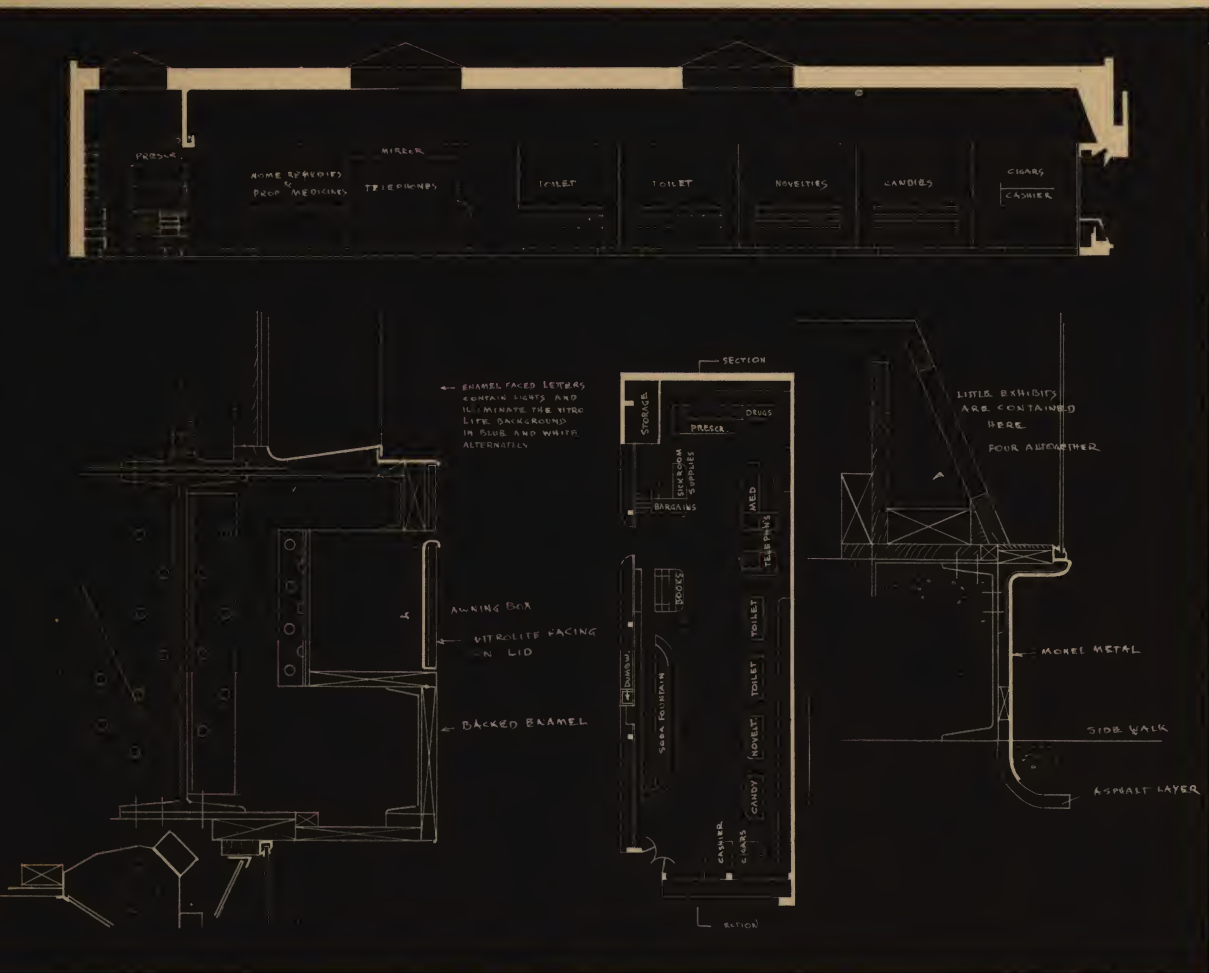 PRESCR.
HOME REMEDIES
&
PROP MEDICINES
MIRROR
TELEPHONES
TOILET
TOILET
NOVELTIES
CANDIES
CIGARS
CASHIER
ENAMEL FACED LETTERS
CONTAIN LIGHTS AND
ILLUMINATE THE VITRO
LITE BACKGROUND
IN BLUE AND WHITE
ALTERNATELY
AWNING BOX
VITROLITE FACING
ON LID
BACKED ENAMEL
SECTION
STORAGE
PRESCR.
DRUGS
SICKROOM
SUPPLIES
BARGAINS
MED
TELEPH'NS
BOOKS
TOILET
DUMBW.
TOILET
SODA FOUNTAIN
NOVELT.
CANDY
CASHIER
CIGARS
SECTION
LITTLE EXHIBITS
ARE CONTAINED
HERE
FOUR ALTOGETHER
MONEL METAL
SIDE WALK
ASPHALT LAYER